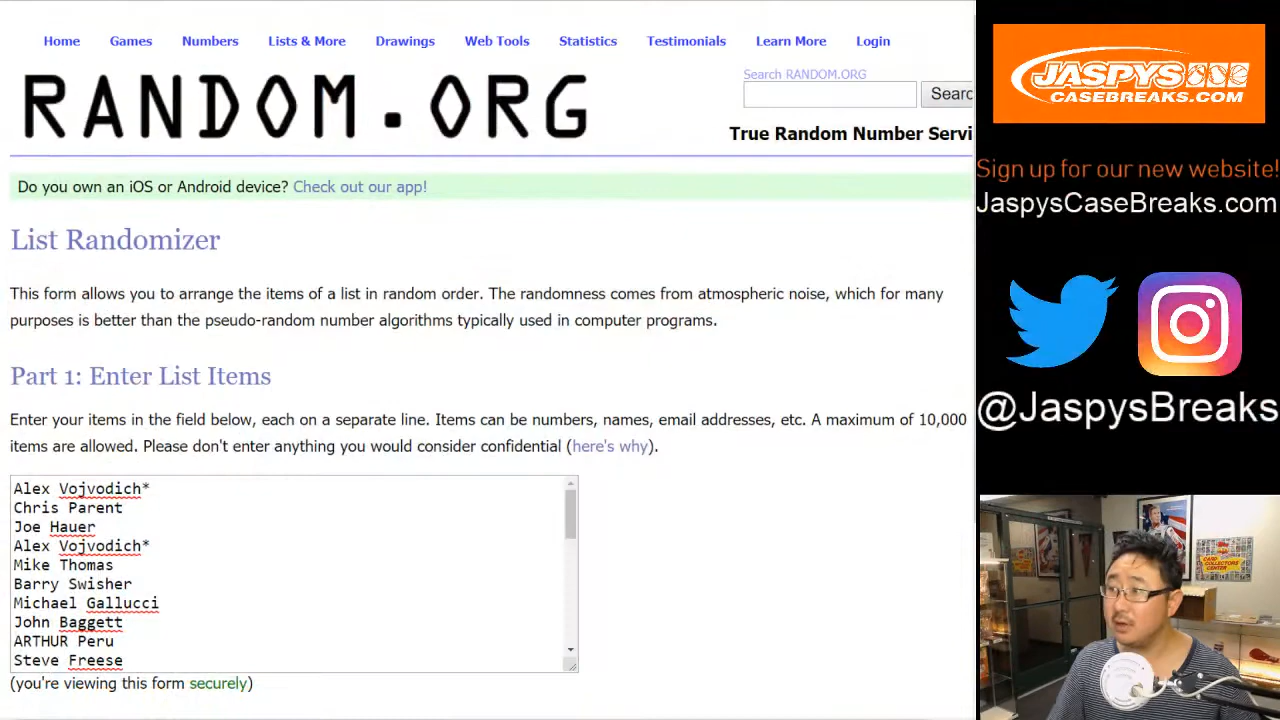 Home Games Numbers Lists & More Drawings Web Tools Statistics Testimonials Learn More Login
RANDOM.ORG
Search RANDOM.ORG
Searc
True Random Number Servi
Do you own an iOS or Android device? Check out our app!
List Randomizer
This form allows you to arrange the items of a list in random order. The randomness comes from atmospheric noise, which for many
purposes is better than the pseudo-random number algorithms typically used in computer programs.
Part 1: Enter List Items
Enter your items in the field below, each on a separate line. Items can be numbers, names, email addresses, etc. A maximum of 10,000
items are allowed. Please don't enter anything you would consider confidential (here's why).
Alex Vojvodich*
Chris Parent
Joe Hauer
Alex Vojvodich*
Mike Thomas
Barry Swisher
Michael Gallucci
John Baggett
ARTHUR Peru
Steve Freese
(you're viewing this form securely)
JASPYS
CASEBREAKS.COM
Sign up for our new website!
JaspysCaseBreaks.com
@JaspysBreaks
CARD
COLLECTORS
CENTER